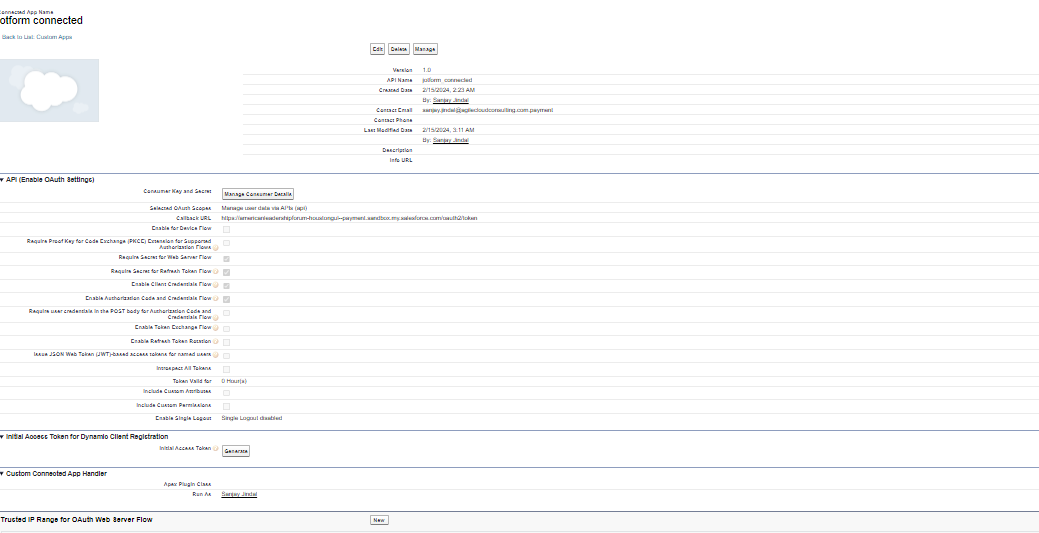 Connected App Name
otform connected
Back to List: Custom Apps
Edit Delete Manage
Version 1.0
API Name jotform_connected
Created Date 2/15/2024, 2:23 AM
By: Sanjay Jindal
Contact Email sanjay.jindal@agilecloudconsulting.com.payment
Contact Phone
Last Modified Date 2/15/2024, 3:11 AM
By: Sanjay Jindal
Description
Info URL
API (Enable OAuth Settings)
Consumer Key and Secret Manage Consumer Details
Selected OAuth Scopes Manage user data via APIs (api)
Callback URL https://americanleadershipforum-houstongul--payment.sandbox.my.salesforce.com/oauth2/token
Enable for Device Flow
Require Proof Key for Code Exchange (PKCE) Extension for Supported
Authorization Flows
Require Secret for Web Server Flow
Require Secret for Refresh Token Flow
Enable Client Credentials Flow
Enable Authorization Code and Credentials Flow
Require user credentials in the POST body for Authorization Code and
Credentials Flow
Enable Token Exchange Flow
Enable Refresh Token Rotation
Issue JSON Web Token (JWT)-based access tokens for named users
Introspect All Tokens
Token Valid for 0 Hour(s)
Include Custom Attributes
Include Custom Permissions
Enable Single Logout Single Logout disabled
Initial Access Token for Dynamic Client Registration
Initial Access Token Generate
Custom Connected App Handler
Apex Plugin Class
Run As Sanjay Jindal
Trusted IP Range for OAuth Web Server Flow New